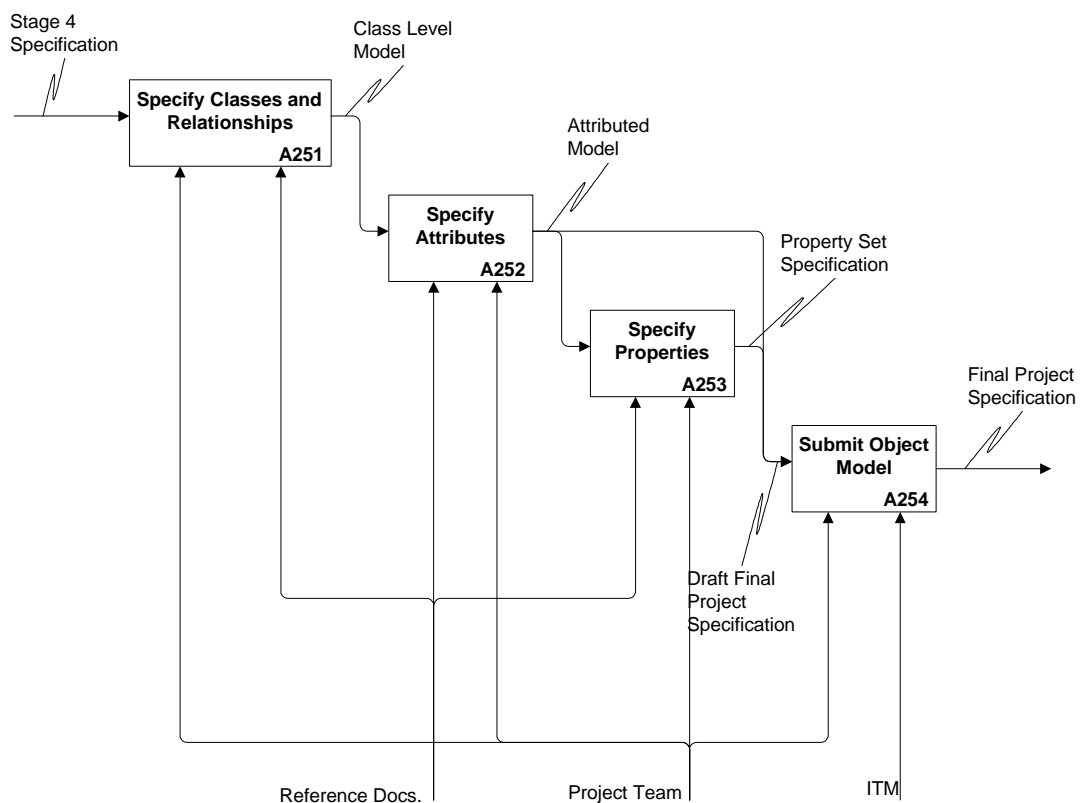 Stage 4
Specification
Class Level
Model
Specify Classes and
Relationships
A251
Attributed
Model
Specify
Attributes
A252
Property Set
Specification
Specify
Properties
A253
Final Project
Specification
Submit Object
Model
A254
Draft Final
Project
Specification
Reference Docs.
Project Team
ITM